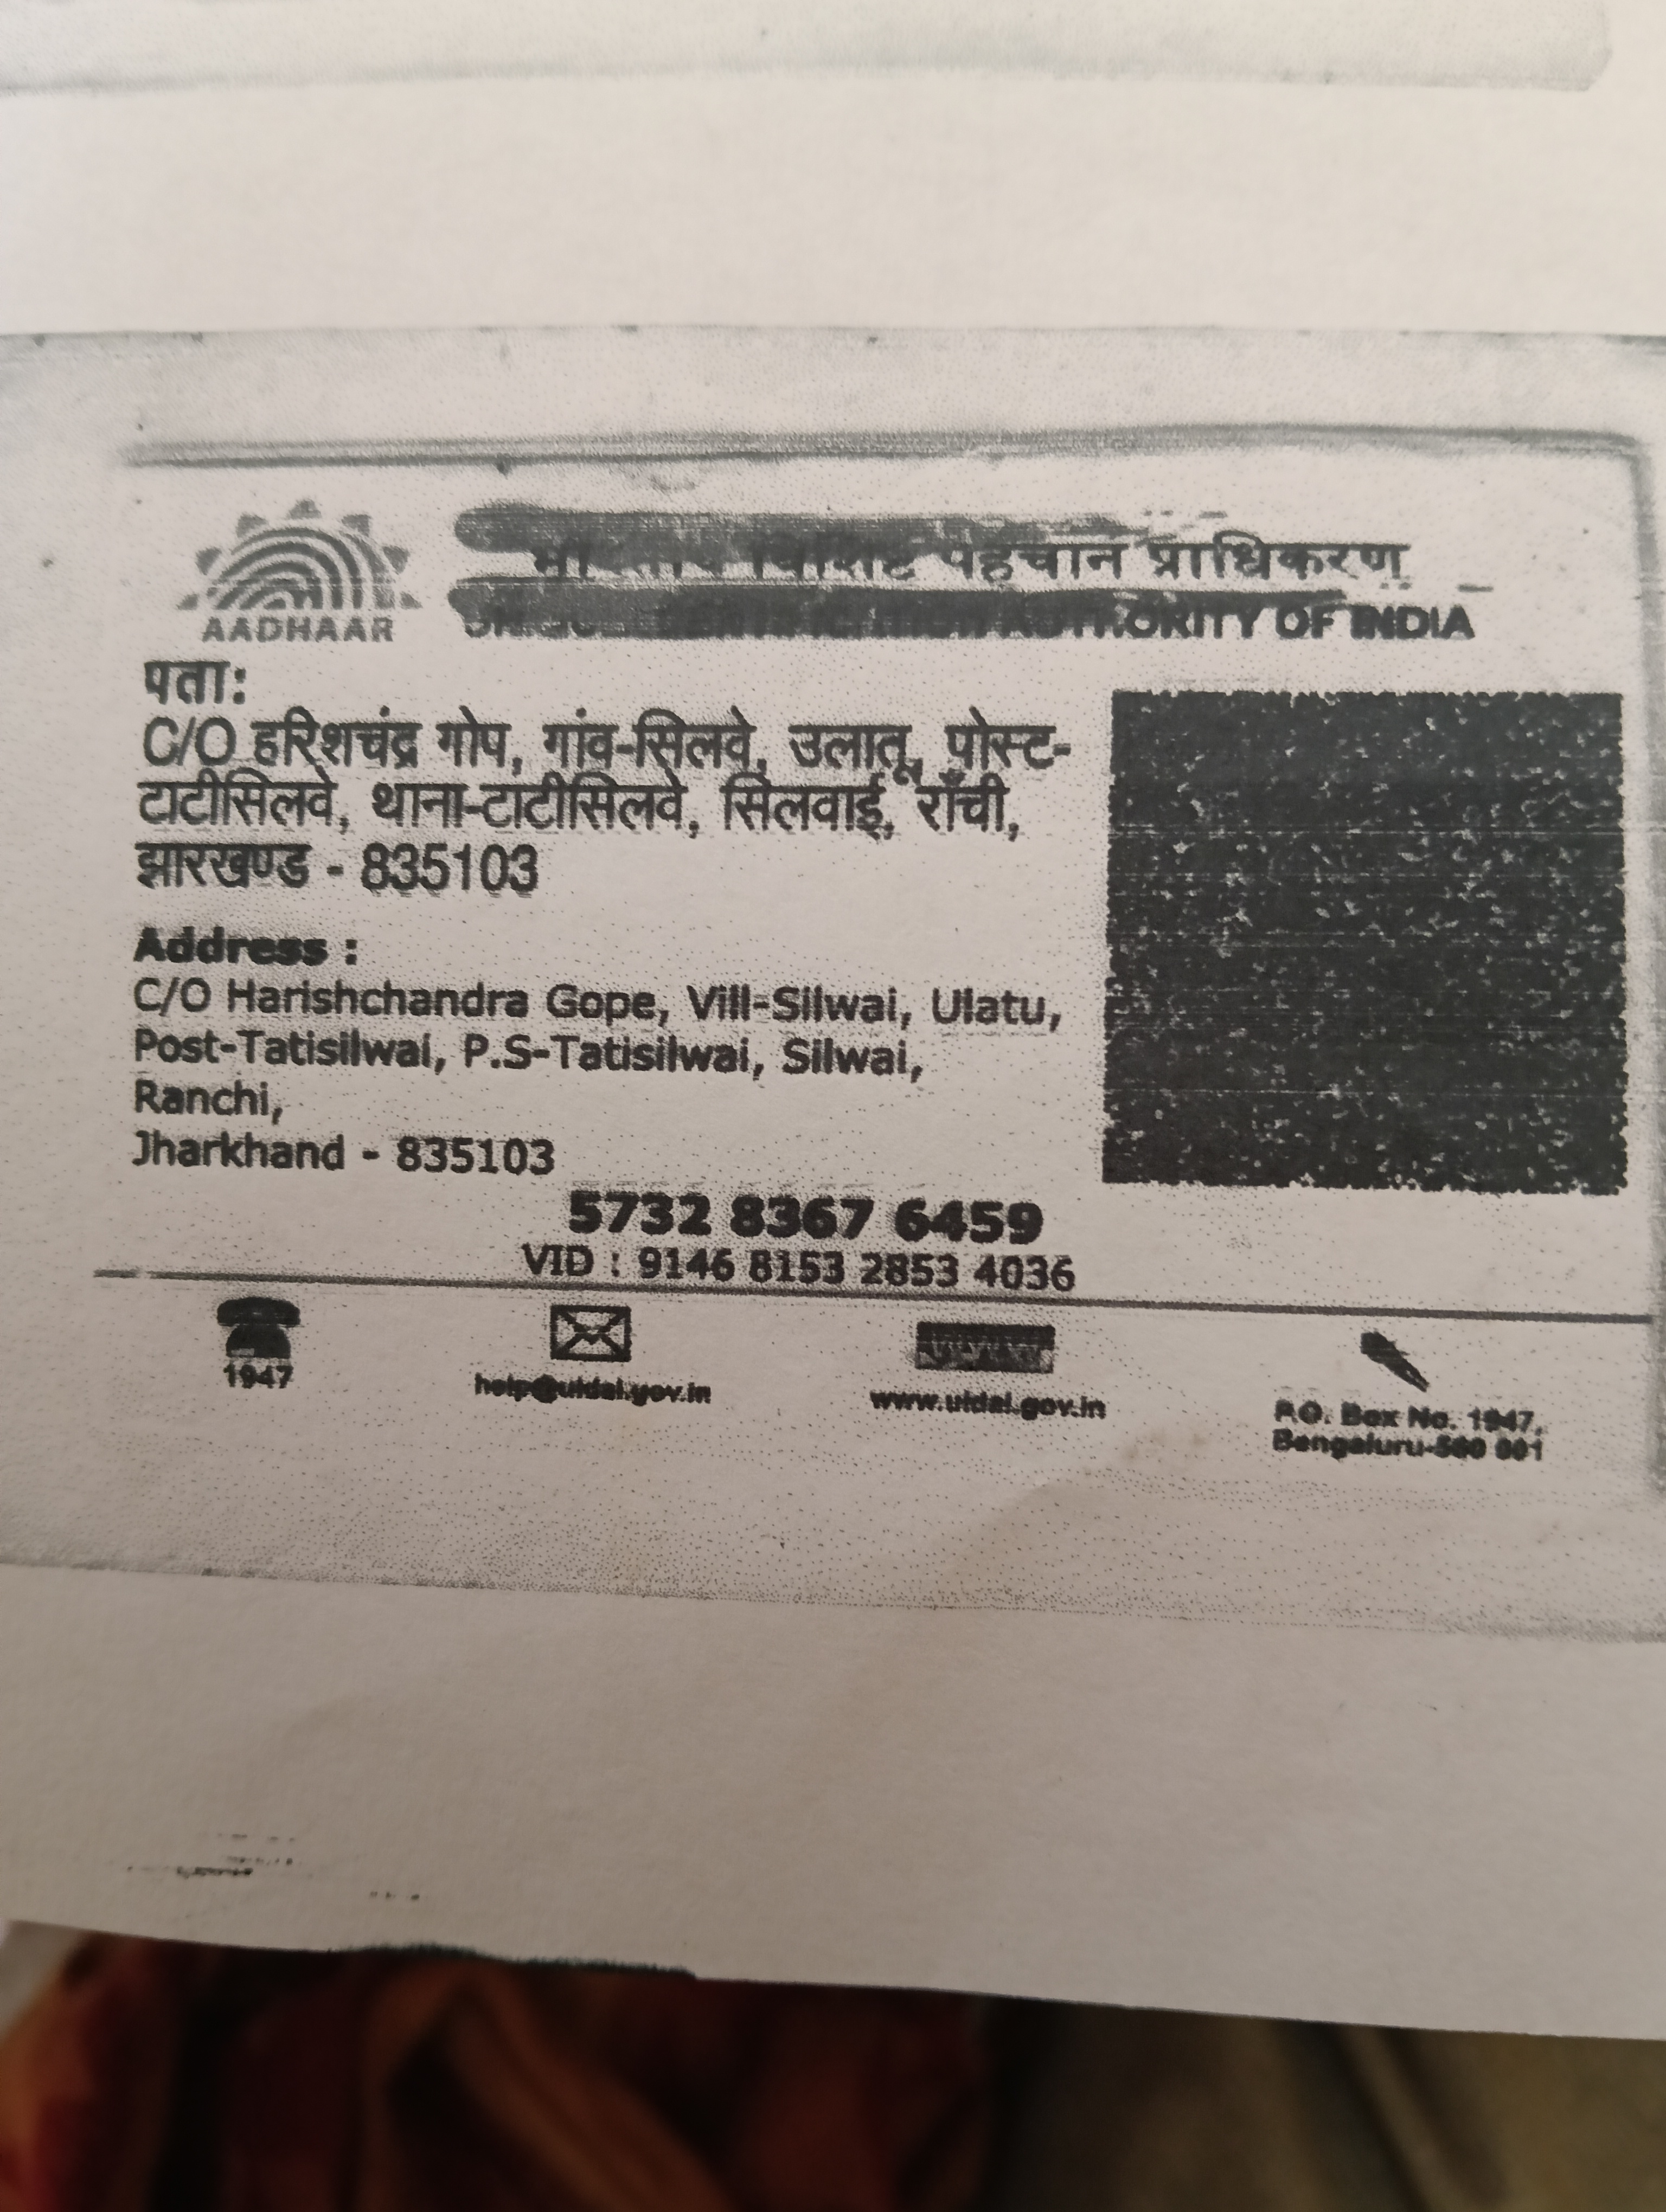 AADHAAR
पहचान प्राधिकरण
AUTHORITY OF INDIA
पता:
C/O हरिशचंद्र गोप, गांव-सिलवे, उलातू, पोस्ट-
टाटीसिलवे, थाना-टाटीसिलवे, सिलवाई, राँची,
झारखण्ड - 835103
Address :
C/O Harishchandra Gope, Vill-Silwai, Ulatu,
Post-Tatisilwai, P.S-Tatisilwai, Silwai,
Ranchi,
Jharkhand - 835103
5732 8367 6459
VID : 9146 8153 2853 4036
1947
help@uidai.gov.in
www
www.uidai.gov.in
P.O. Box No. 1947,
Bengaluru-560 001